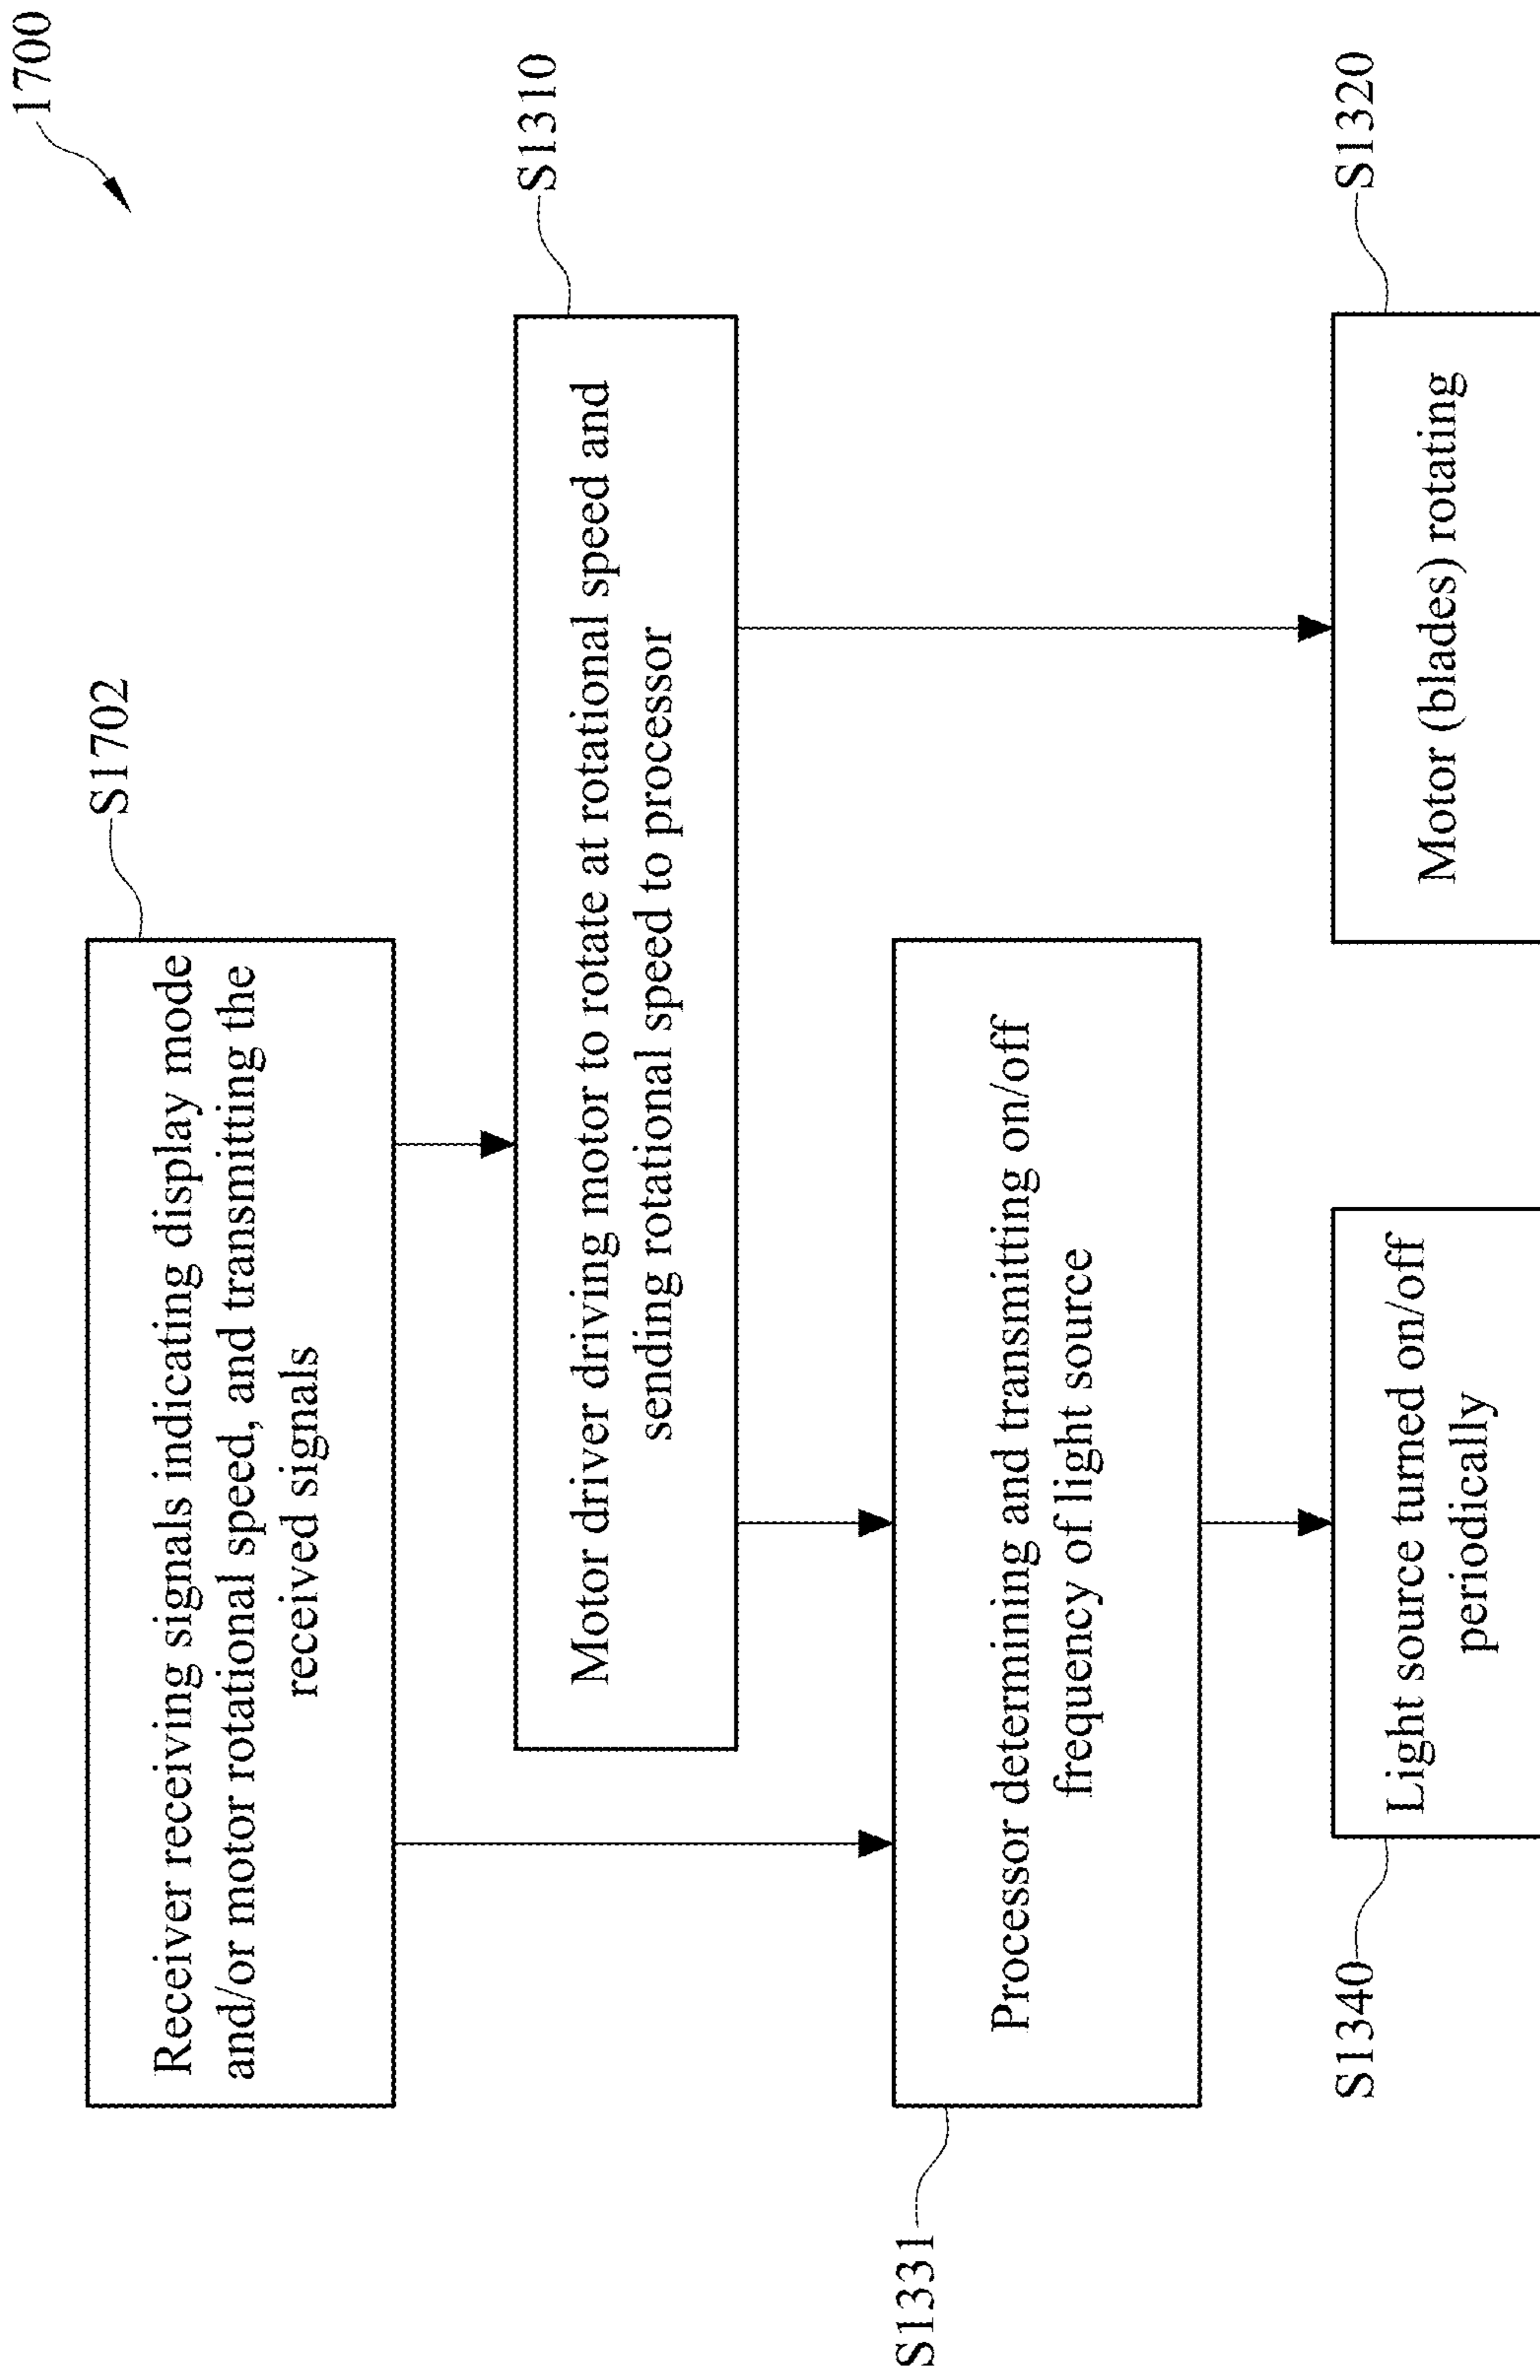 1700
S1702
Receiver receiving signals indicating display mode
and/or motor rotational speed, and transmitting the
received signals
S1310
Motor driver driving motor to rotate at rotational speed and
sending rotational speed to processor
S1331
Processor determining and transmitting on/off
frequency of light source
S1340
Light source turned on/off
periodically
S1320
Motor (blades) rotating